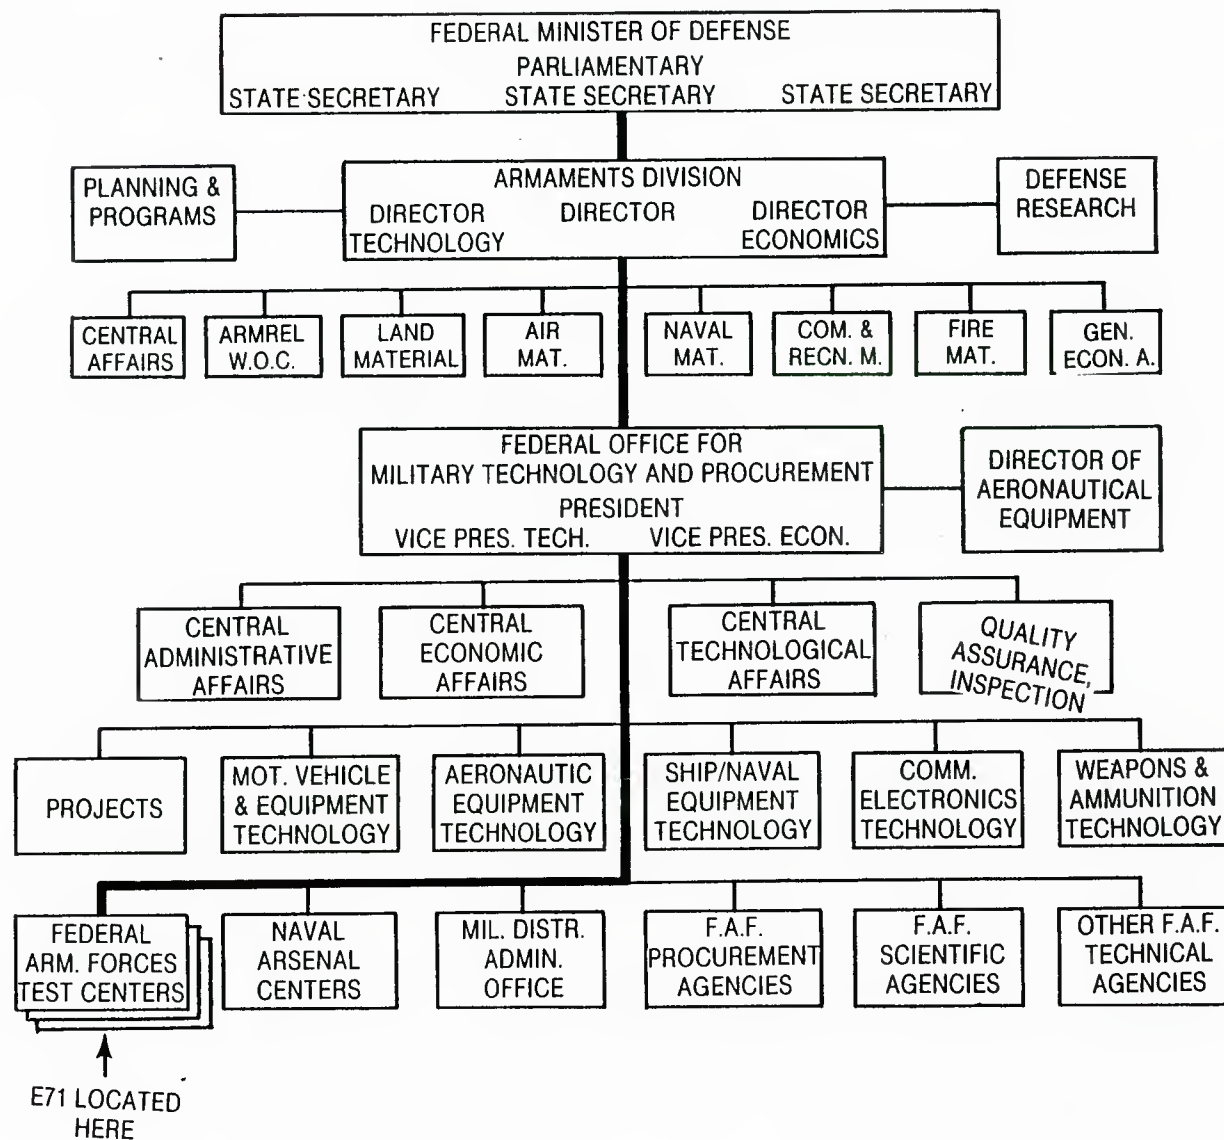 FEDERAL MINISTER OF DEFENSE
PARLIAMENTARY
STATE SECRETARY STATE SECRETARY STATE SECRETARY
PLANNING &
PROGRAMS
ARMAMENTS DIVISION
DIRECTOR DIRECTOR DIRECTOR
TECHNOLOGY ECONOMICS
DEFENSE
RESEARCH
CENTRAL
AFFAIRS
ARMREL
W.O.C.
LAND
MATERIAL
AIR
MAT.
NAVAL
MAT.
COM. &
RECN. M.
FIRE
MAT.
GEN.
ECON. A.
FEDERAL OFFICE FOR
MILITARY TECHNOLOGY AND PROCUREMENT
PRESIDENT
VICE PRES. TECH. VICE PRES. ECON.
DIRECTOR OF
AERONAUTICAL
EQUIPMENT
CENTRAL
ADMINISTRATIVE
AFFAIRS
CENTRAL
ECONOMIC
AFFAIRS
CENTRAL
TECHNOLOGICAL
AFFAIRS
QUALITY
ASSURANCE,
INSPECTION
PROJECTS
MOT. VEHICLE
& EQUIPMENT
TECHNOLOGY
AERONAUTIC
EQUIPMENT
TECHNOLOGY
SHIP/NAVAL
EQUIPMENT
TECHNOLOGY
COMM.
ELECTRONICS
TECHNOLOGY
WEAPONS &
AMMUNITION
TECHNOLOGY
FEDERAL
ARM. FORCES
TEST CENTERS
NAVAL
ARSENAL
CENTERS
MIL. DISTR.
ADMIN.
OFFICE
F.A.F.
PROCUREMENT
AGENCIES
F.A.F.
SCIENTIFIC
AGENCIES
OTHER F.A.F.
TECHNICAL
AGENCIES
E71 LOCATED
HERE